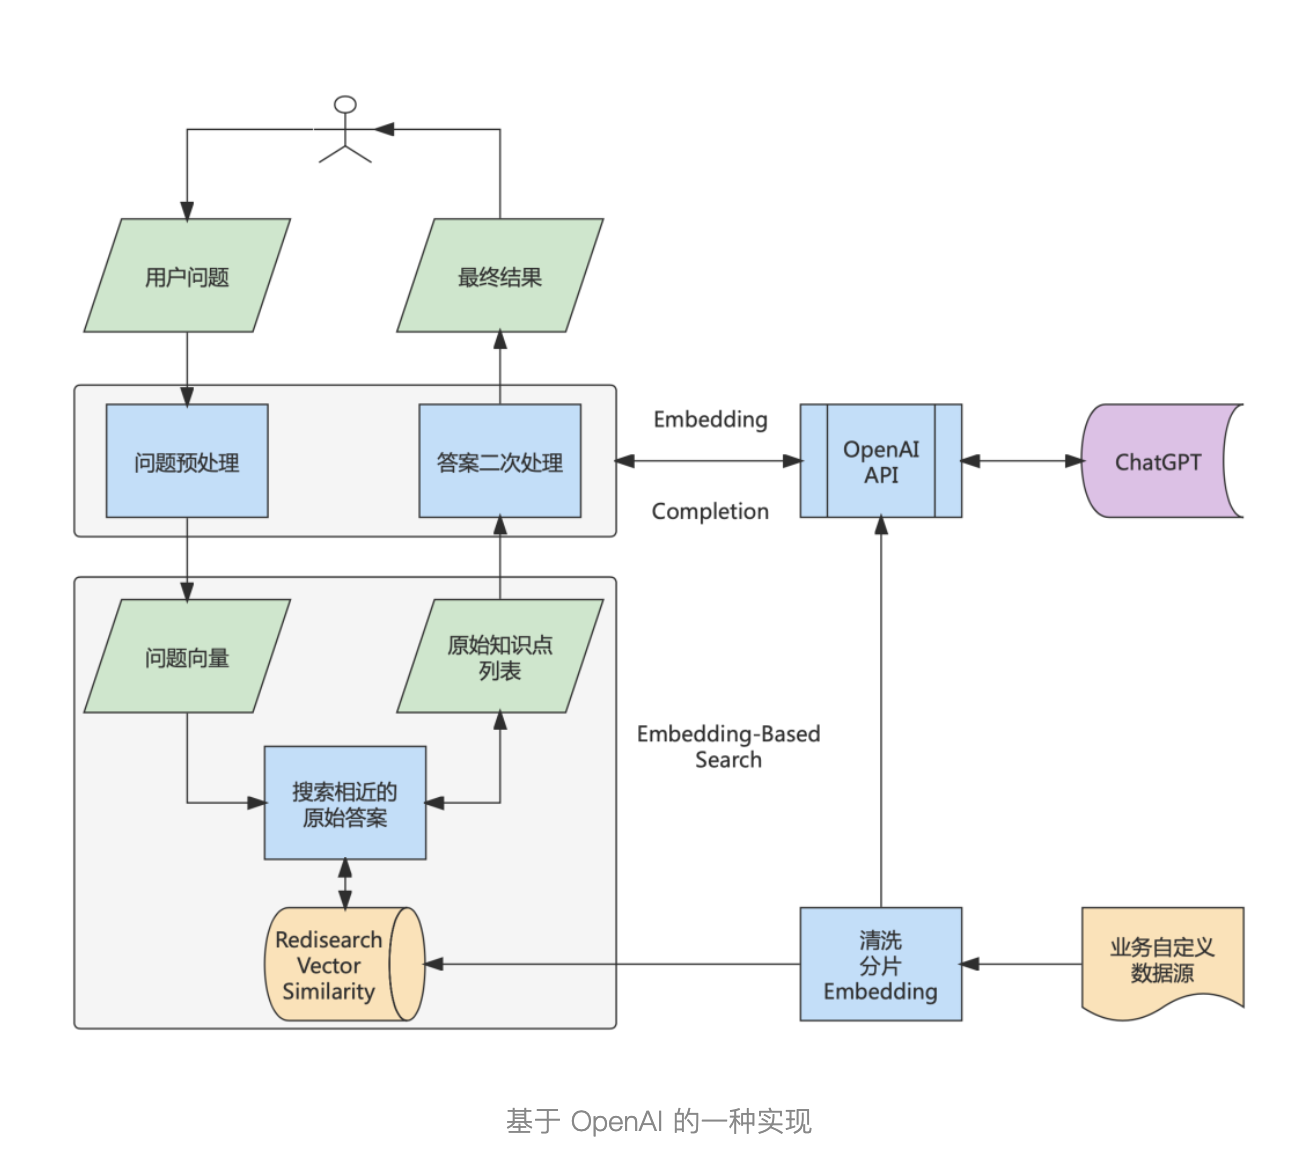 用户问题
最终结果
问题预处理
答案二次处理
Embedding
Completion
OpenAI
API
ChatGPT
问题向量
原始知识点
列表
Embedding-Based
Search
搜索相近的
原始答案
Redisearch
Vector
Similarity
清洗
分片
Embedding
业务自定义
数据源
基于 OpenAI 的一种实现